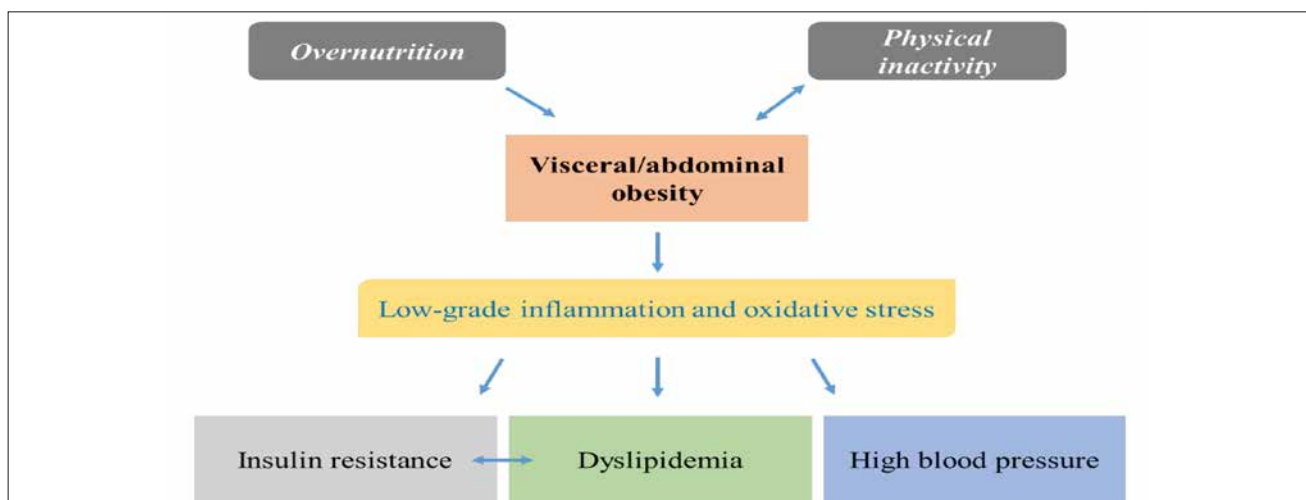 Overnutrition
Physical
inactivity
Visceral/abdominal
obesity
Low-grade inflammation and oxidative stress
Insulin resistance
Dyslipidemia
High blood pressure